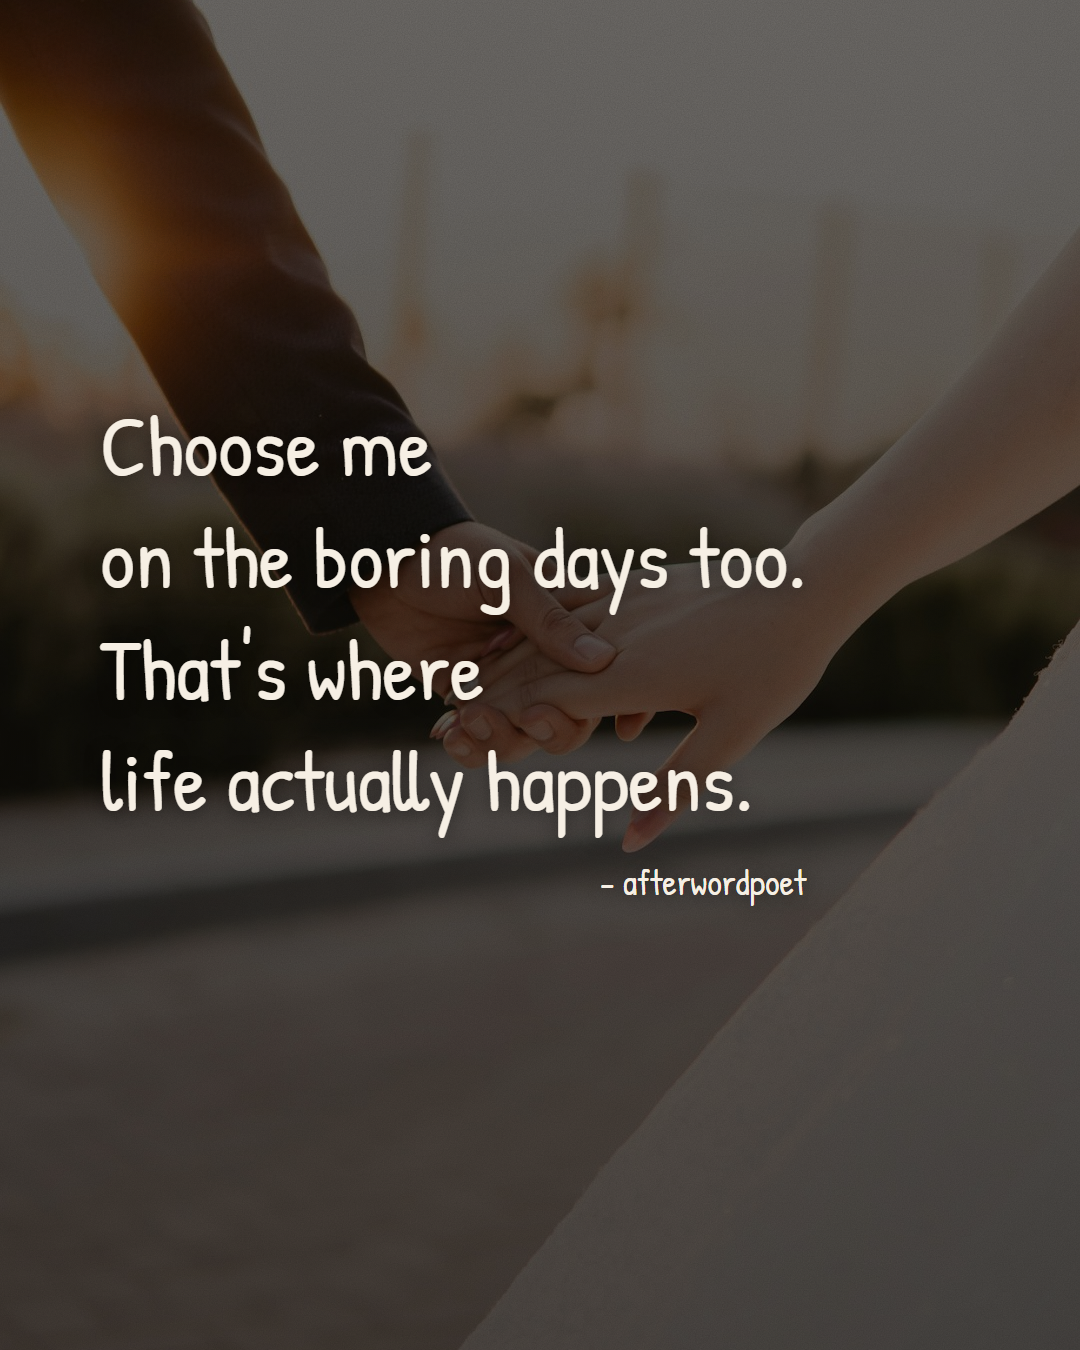 Choose me
on the boring days too.
That's where
life actually happens.
- afterwordpoet